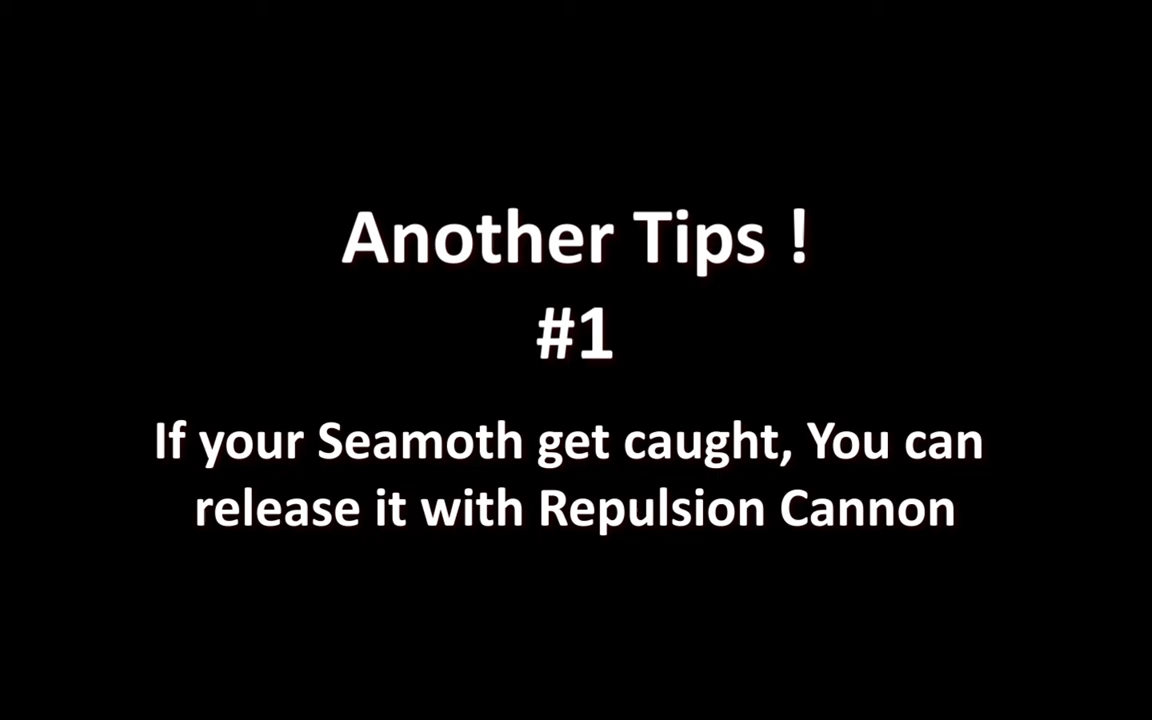 Another Tips !
#1
If your Seamoth get caught, You can
release it with Repulsion Cannon